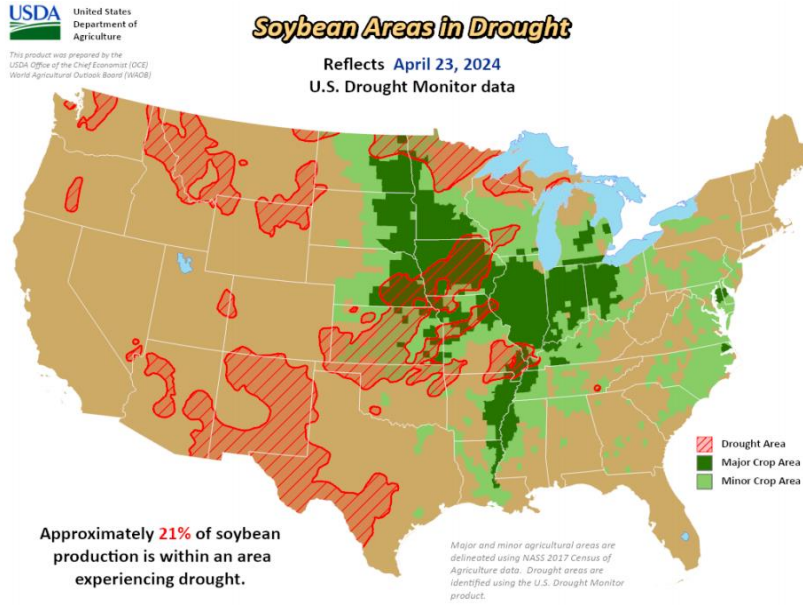 USDA
United States
Department of
Agriculture
This product was prepared by the
USDA Office of the Chief Economist (OCE)
World Agricultural Outlook Board (WAOB)
Soybean Areas in Drought
Reflects April 23, 2024
U.S. Drought Monitor data
Drought Area
Major Crop Area
Minor Crop Area
Approximately 21% of soybean
production is within an area
experiencing drought.
Major and minor agricultural areas are
delineated using NASS 2017 Census of
Agriculture data. Drought areas are
identified using the U.S. Drought Monitor
product.